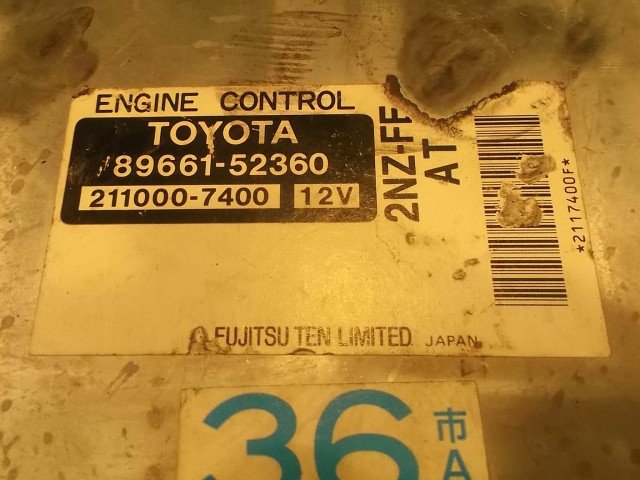 ENGINE CONTROL
TOYOTA
89661-52360
211000-7400 12V
2NZ-FE
AT
*2117400F*
FUJITSU TEN LIMITED JAPAN
36
市
A